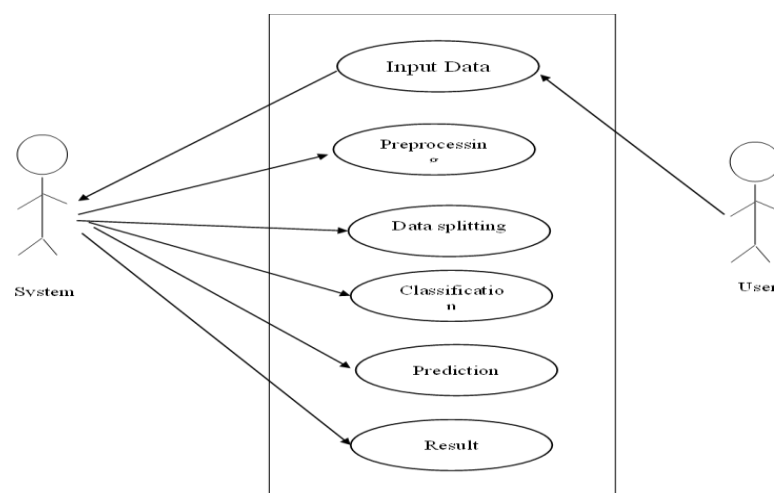 Input Data
Preprocessin
g
Data splitting
Classificatio
n
Prediction
Result
System
User